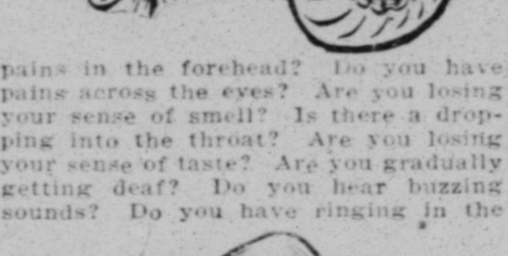 pains in the forehead? Do you have
pains across the eyes? Are you losing
your sense of smell? Is there a drop-
ping into the throat? Are you losing
your sense of taste? Are you gradually
getting deaf? Do you hear buzzing
sounds? Do you have ringing in the